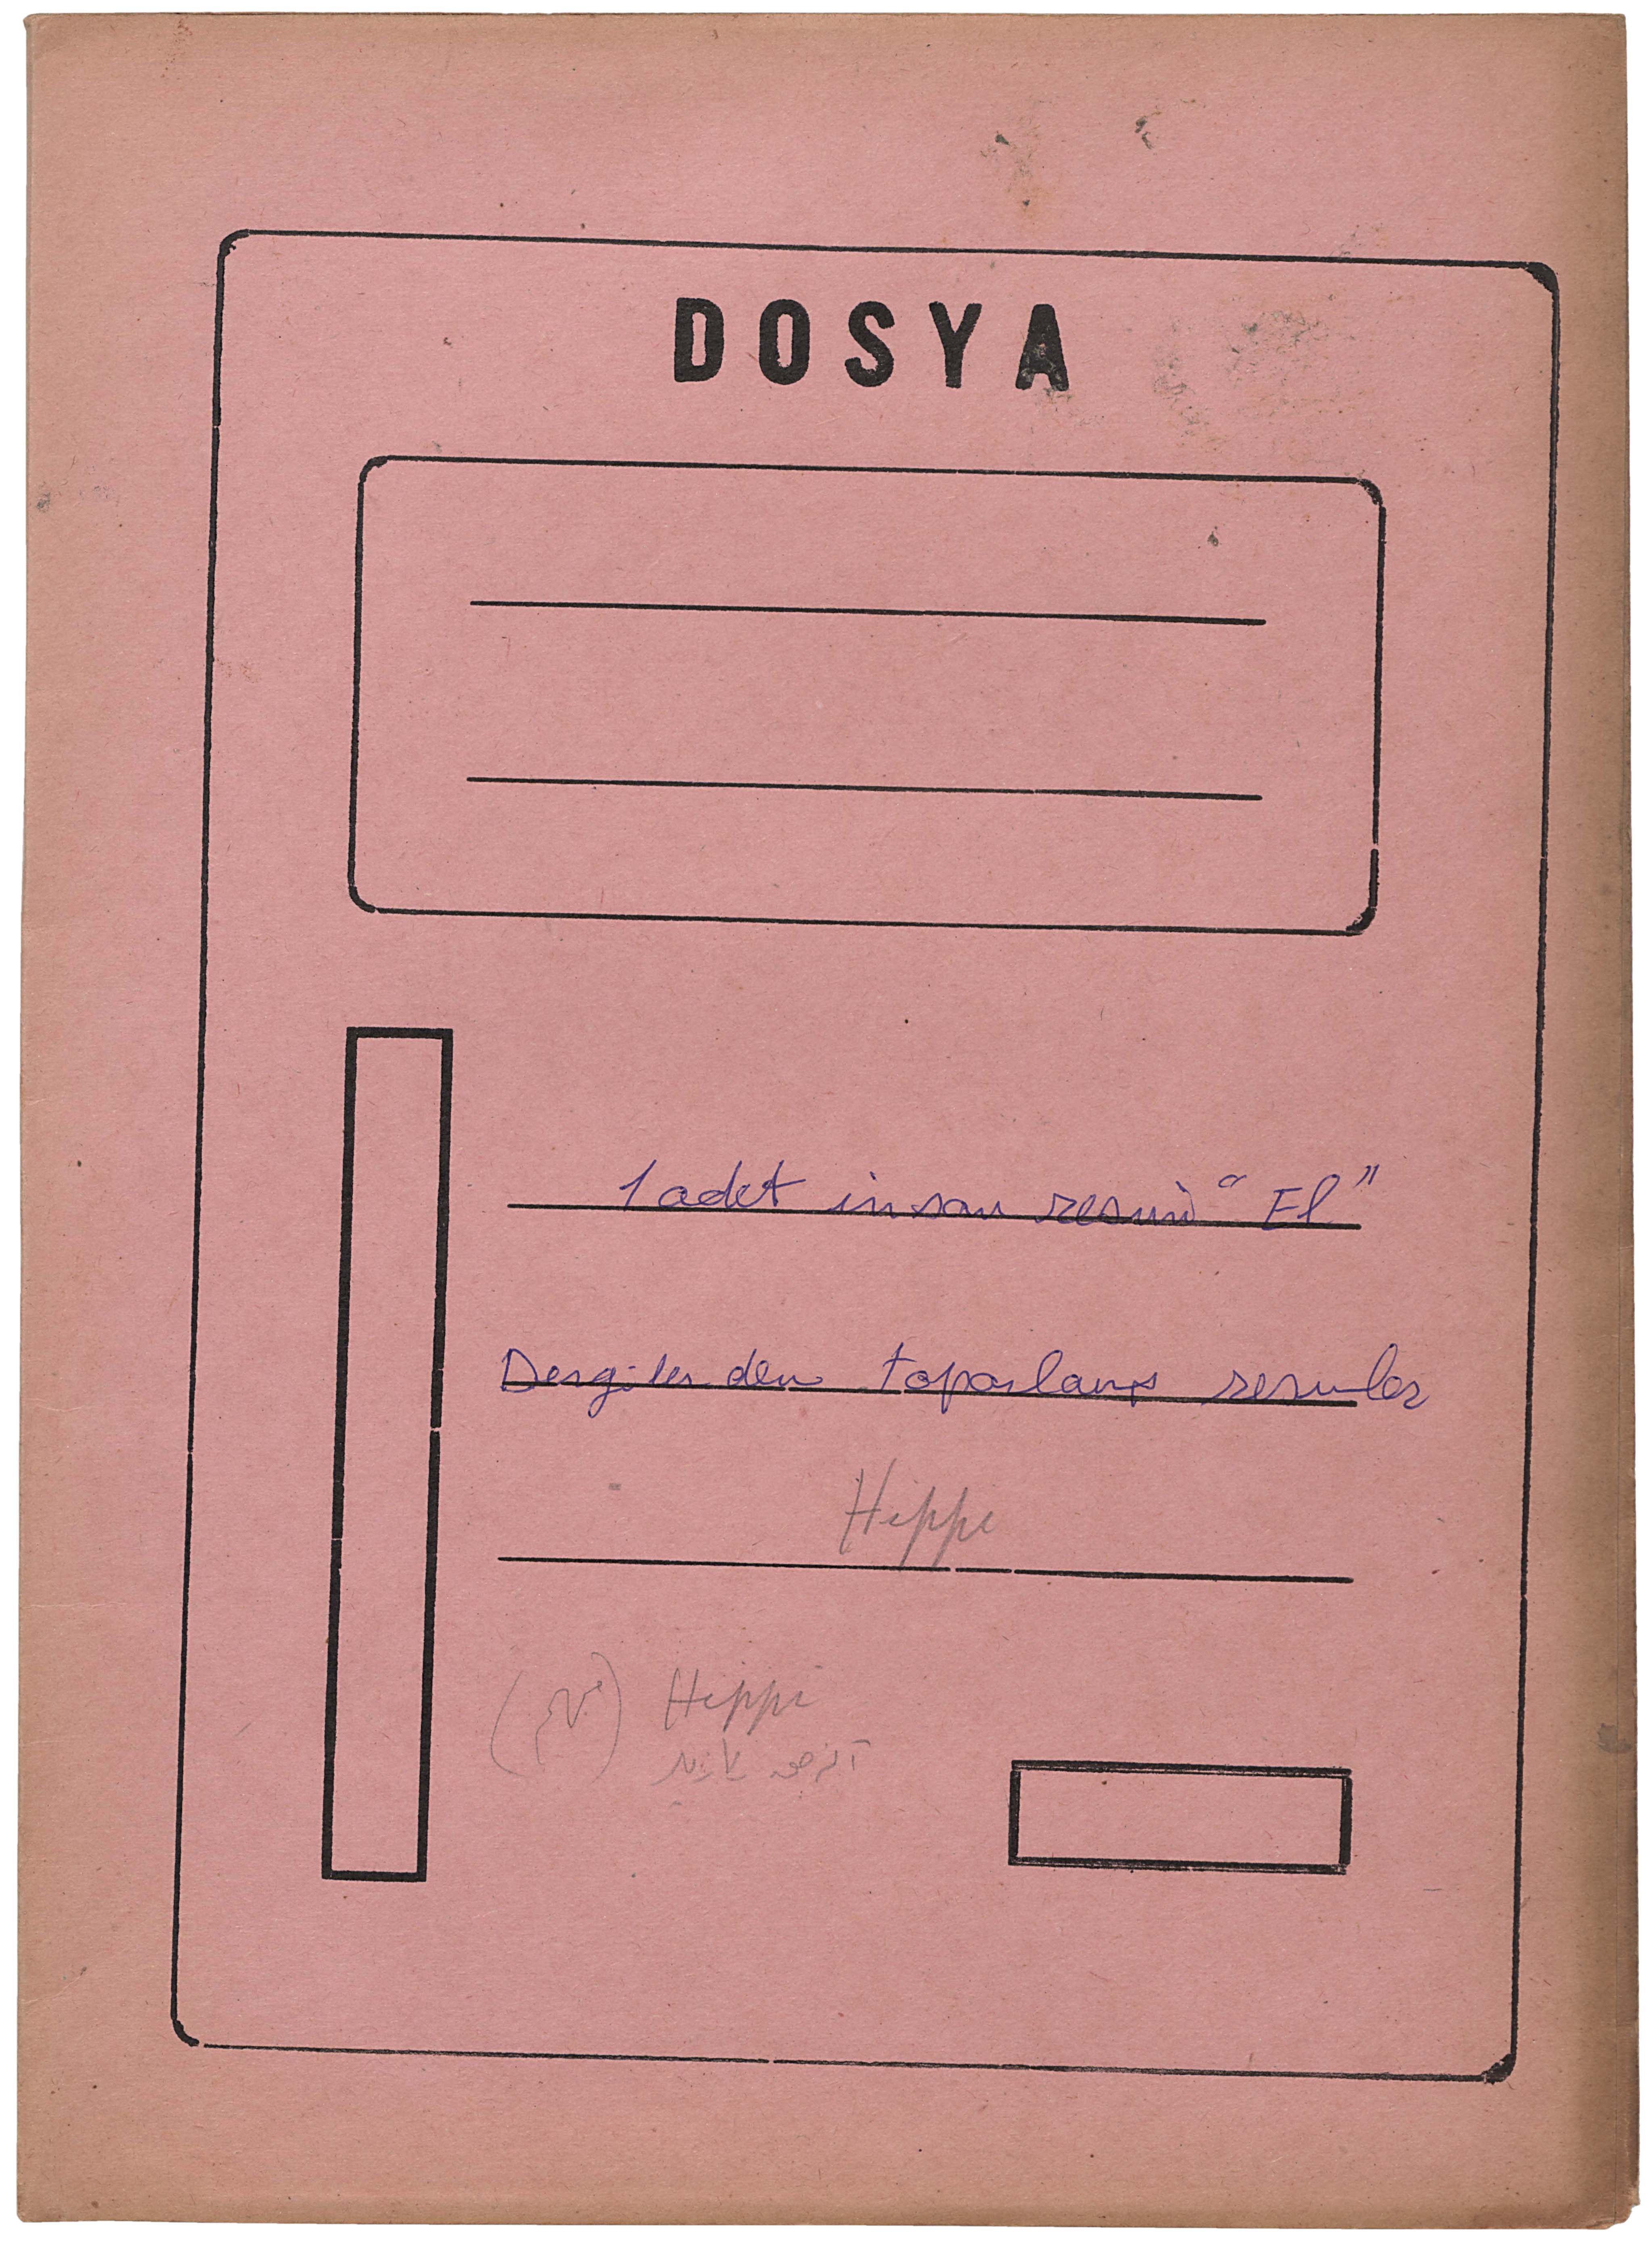 DOSYA
1 adet insan resmi " El "
Dergilerden toparlanmış resimler
Hippi
Hippi